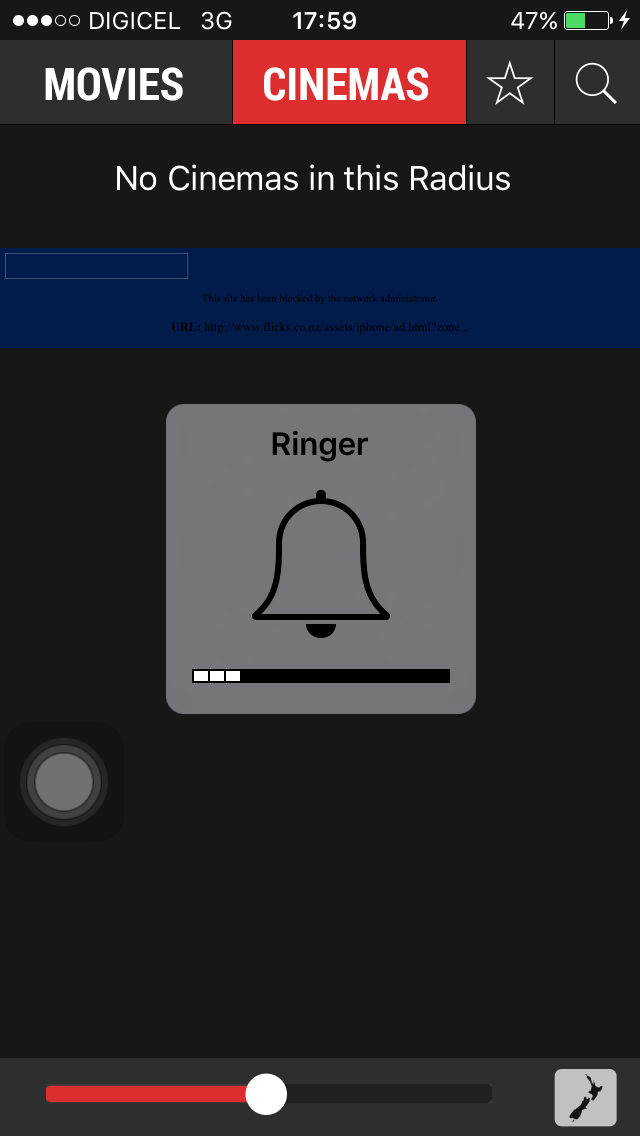 DIGICEL 3G 17:59 47%
MOVIES CINEMAS
No Cinemas in this Radius
This site has been blocked by the network administrator.
URL: http://www.flicks.co.nz/assets/iphone/ad.html?zone...
Ringer